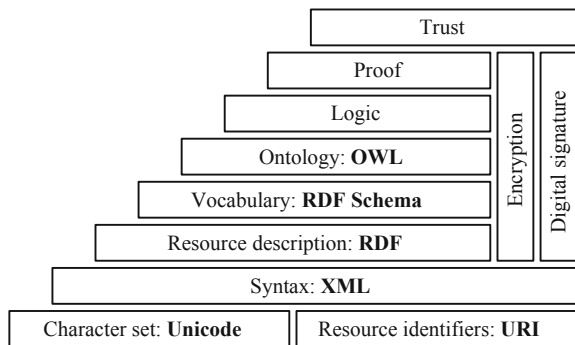 Trust
Proof
Logic
Ontology: OWL
Vocabulary: RDF Schema
Resource description: RDF
Encryption
Digital signature
Syntax: XML
Character set: Unicode
Resource identifiers: URI